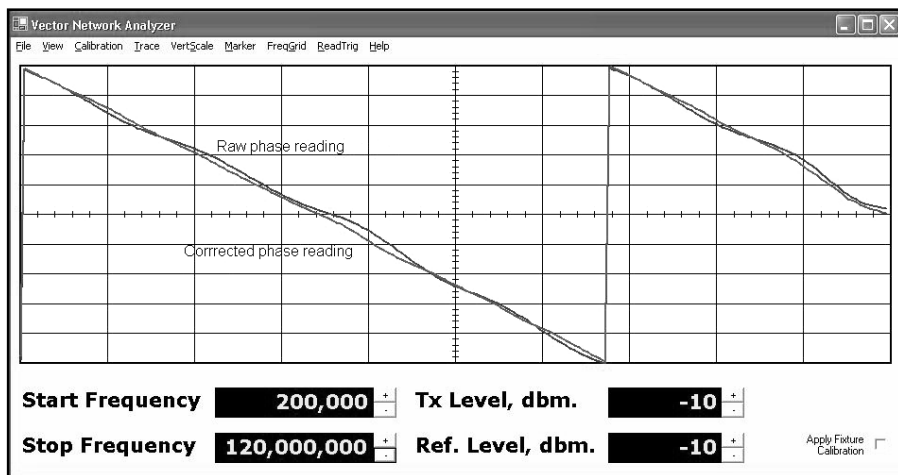 Vector Network Analyzer
File View Calibration Trace VertScale Marker FreqGrid ReadTrig Help
Raw phase reading
Corrrected phase reading
Start Frequency 200,000 + - Tx Level, dbm. -10 + -
Stop Frequency 120,000,000 + - Ref. Level, dbm. -10 + -
Apply Fixture
Calibration